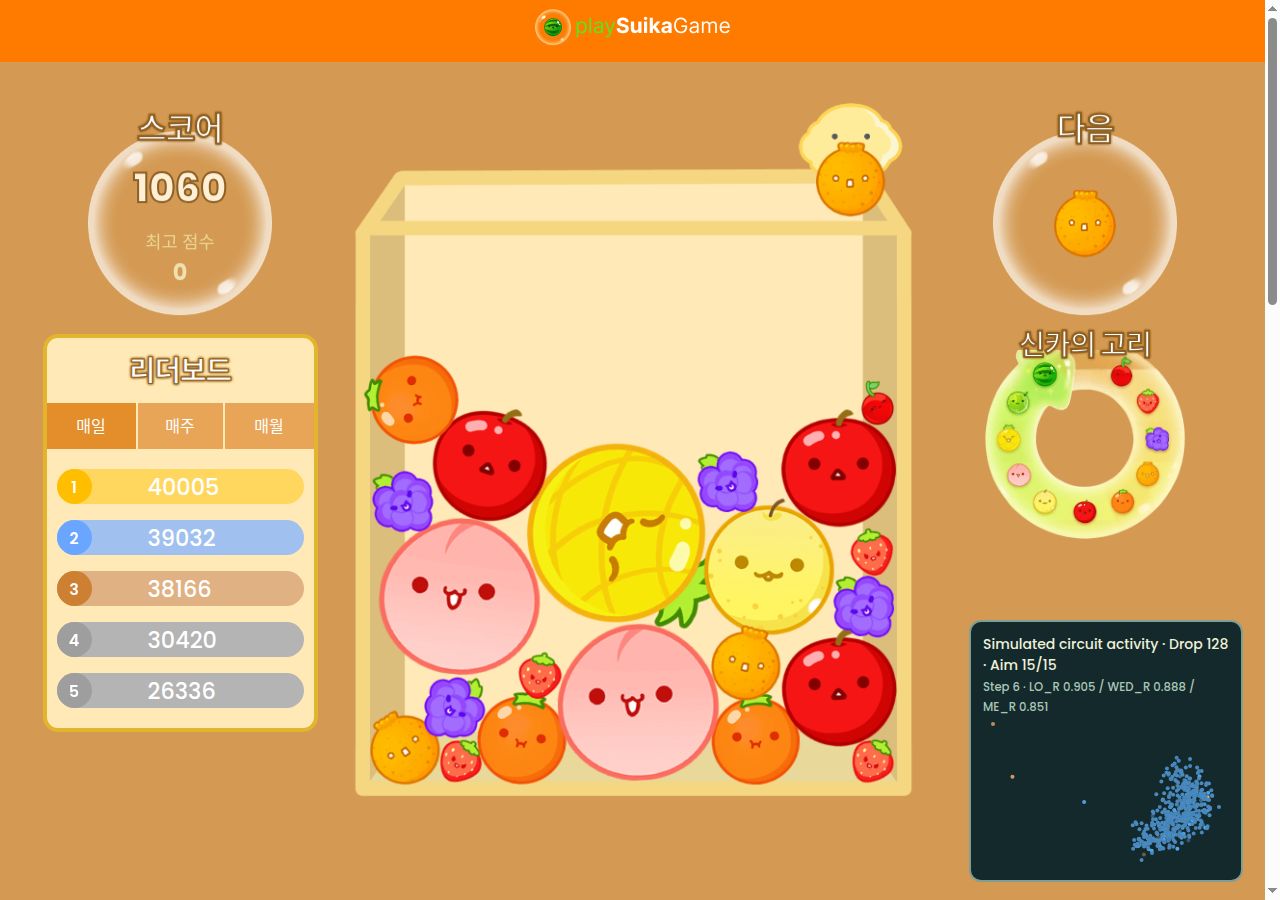 playSuikaGame
스코어
1060
최고 점수
0
다음
신카의 고리
리더보드
매일 매주 매월
1 40005
2 39032
3 38166
4 30420
5 26336
Simulated circuit activity · Drop 128
· Aim 15/15
Step 6 · LO_R 0.905 / WED_R 0.888 /
ME_R 0.851